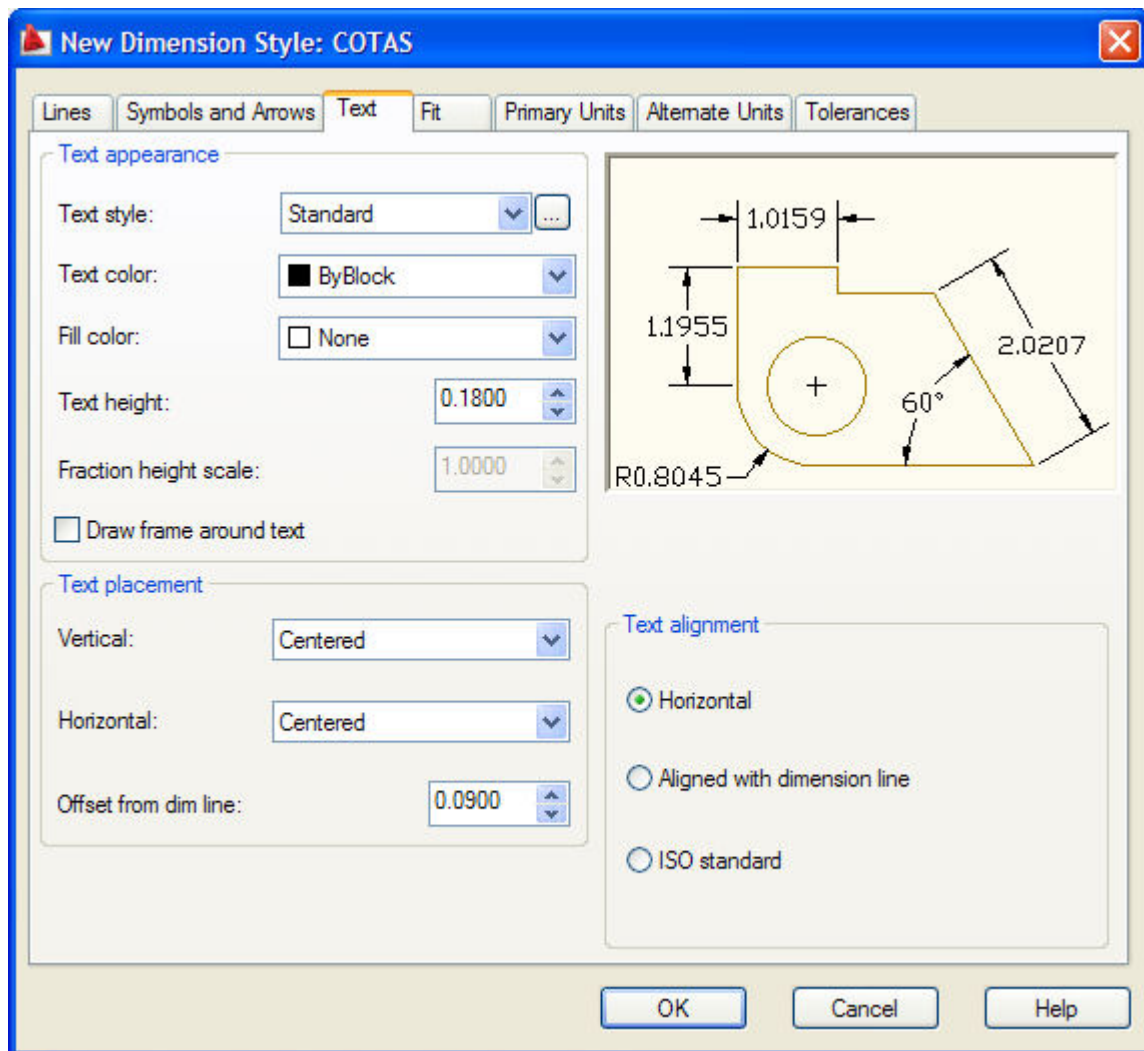 New Dimension Style: COTAS
Lines
Symbols and Arrows
Text
Fit
Primary Units
Alternate Units
Tolerances
Text appearance
Text style:
Standard
...
Text color:
ByBlock
Fill color:
None
Text height:
0.1800
Fraction height scale:
1.0000
Draw frame around text
1.0159
1.1955
2.0207
60°
R0.8045
Text placement
Vertical:
Centered
Horizontal:
Centered
Offset from dim line:
0.0900
Text alignment
Horizontal
Aligned with dimension line
ISO standard
OK
Cancel
Help